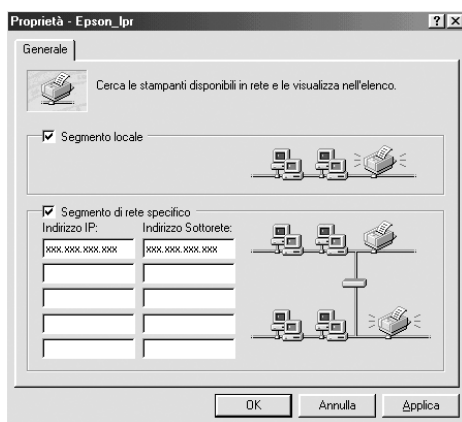 Proprietà - Epson_lpr
Generale
Cerca le stampanti disponibili in rete e le visualizza nell'elenco.
Segmento locale
Segmento di rete specifico
Indirizzo IP: Indirizzo Sottorete:
xxx.xxx.xxx.xxx xxx.xxx.xxx.xxx
OK Annulla Applica